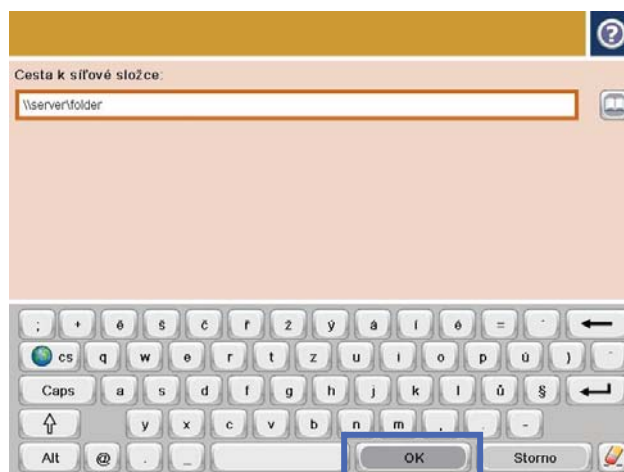 ?
Cesta k síťové složce:
\\server\folder
; + ě š č ř ž ý á í é = ´
cs q w e r t z u i o p ú )
Caps a s d f g h j k l ů §
y x c v b n m , . -
Alt @ . _ OK Storno